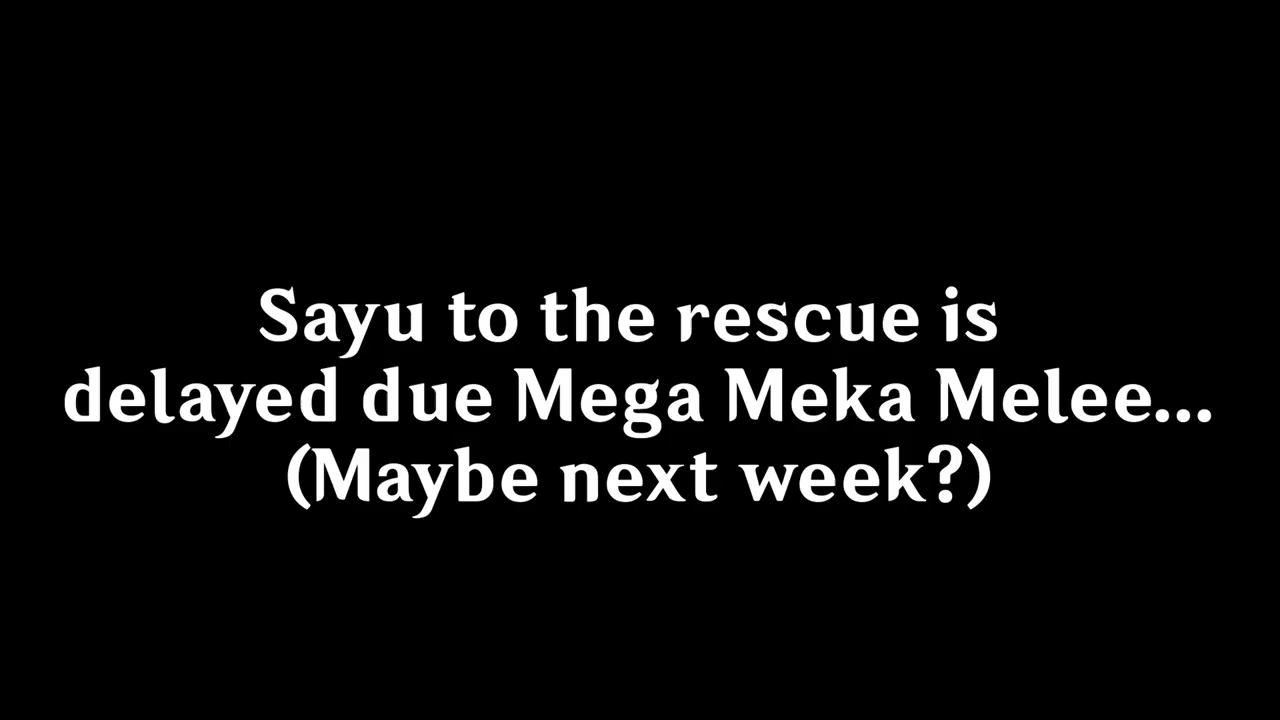 Sayu to the rescue is
delayed due Mega Meka Melee...
(Maybe next week?)